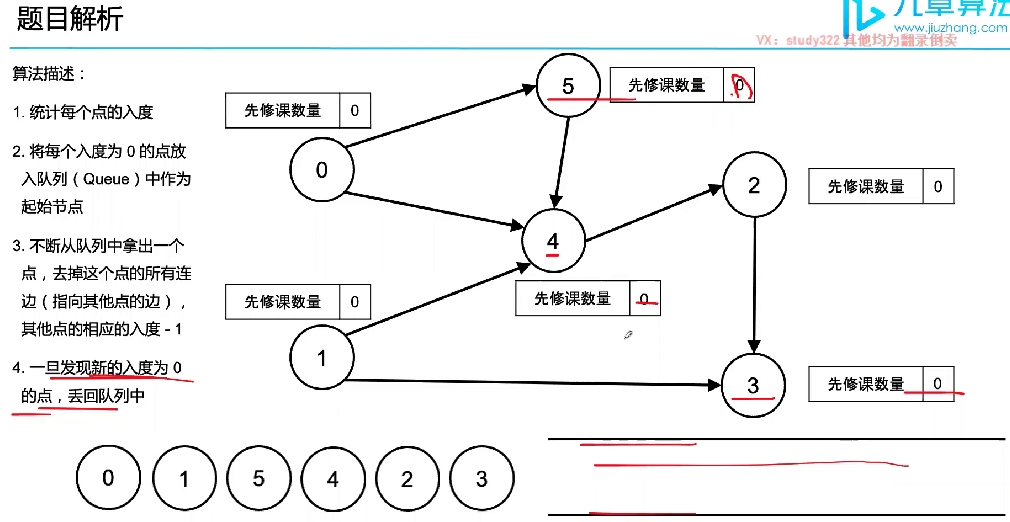 题目解析
九章算法
www.jiuzhang.com
VX：study322 其他均为翻录倒卖
算法描述：
1. 统计每个点的入度
2. 将每个入度为 0 的点放
入队列（Queue）中作为
起始节点
3. 不断从队列中拿出一个
点，去掉这个点的所有连
边（指向其他点的边），
其他点的相应的入度 - 1
4. 一旦发现新的入度为 0
的点，丢回队列中
先修课数量 0
0
5
先修课数量 0
4
先修课数量 0
2
先修课数量 0
先修课数量 0
1
3
先修课数量 0
0 1 5 4 2 3